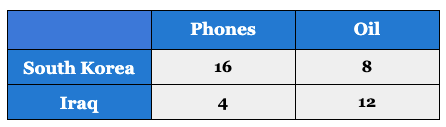 Phones Oil
South Korea 16 8
Iraq 4 12